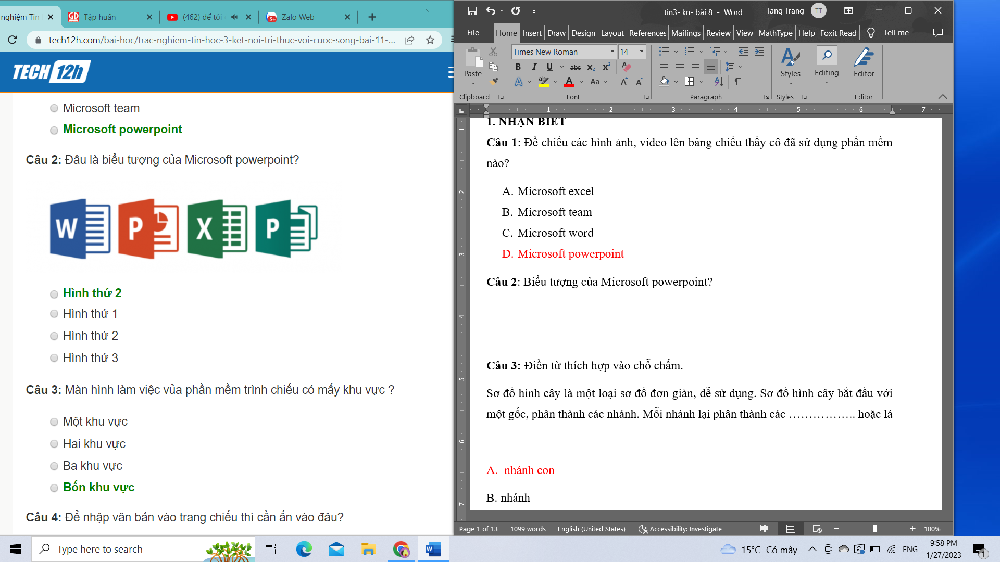 nghiệm Tin
Tập huấn
(462) để tôi
Zalo Web
tech12h.com/bai-hoc/trac-nghiem-tin-hoc-3-ket-noi-tri-thuc-voi-cuoc-song-bai-11-...
TECH 12h
Microsoft team
Microsoft powerpoint
Câu 2: Đâu là biểu tượng của Microsoft powerpoint?
W P X P
Hình thứ 2
Hình thứ 1
Hình thứ 2
Hình thứ 3
Câu 3: Màn hình làm việc vủa phần mềm trình chiếu có mấy khu vực ?
Một khu vực
Hai khu vực
Ba khu vực
Bốn khu vực
Câu 4: Để nhập văn bản vào trang chiếu thì cần ấn vào đâu?
tin3- kn- bài 8 - Word
Tang Trang TT
File Home Insert Draw Design Layout References Mailings Review View MathType Help Foxit Read Tell me
Paste
Times New Roman 14
Styles
Editing
Editor
Clipboard Font Paragraph Styles Editor
1 2 3 4 5 6 7
1. NHẬN BIẾT
Câu 1: Để chiếu các hình ảnh, video lên bảng chiếu thầy cô đã sử dụng phần mềm
nào?
A. Microsoft excel
B. Microsoft team
C. Microsoft word
D. Microsoft powerpoint
Câu 2: Biểu tượng của Microsoft powerpoint?
Câu 3: Điền từ thích hợp vào chỗ chấm.
Sơ đồ hình cây là một loại sơ đồ đơn giản, dễ sử dụng. Sơ đồ hình cây bắt đầu với
một gốc, phân thành các nhánh. Mỗi nhánh lại phân thành các …………….. hoặc lá
A. nhánh con
B. nhánh
Page 1 of 13 1099 words English (United States) Accessibility: Investigate 100%
Type here to search
15°C Có mây
ENG
9:58 PM
1/27/2023
1